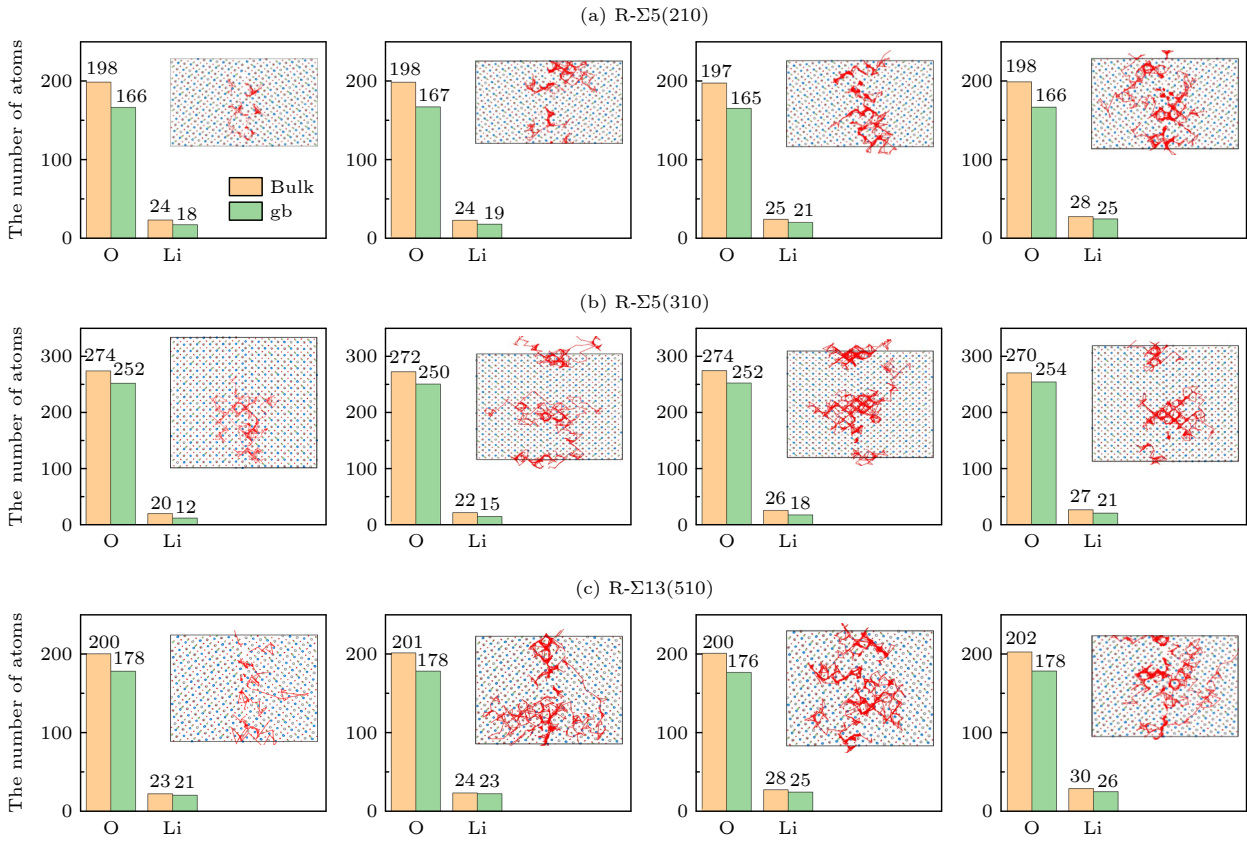 (a) R-Σ5(210)
The number of atoms
200
100
0
198
166
24
18
Bulk
gb
O
Li
200
100
0
198
167
24
19
O
Li
200
100
0
197
165
25
21
O
Li
200
100
0
198
166
28
25
O
Li
(b) R-Σ5(310)
The number of atoms
300
200
100
0
274
252
20
12
O
Li
300
200
100
0
272
250
22
15
O
Li
300
200
100
0
274
252
26
18
O
Li
300
200
100
0
270
254
27
21
O
Li
(c) R-Σ13(510)
The number of atoms
200
100
0
200
178
23
21
O
Li
200
100
0
201
178
24
23
O
Li
200
100
0
200
176
28
25
O
Li
200
100
0
202
178
30
26
O
Li